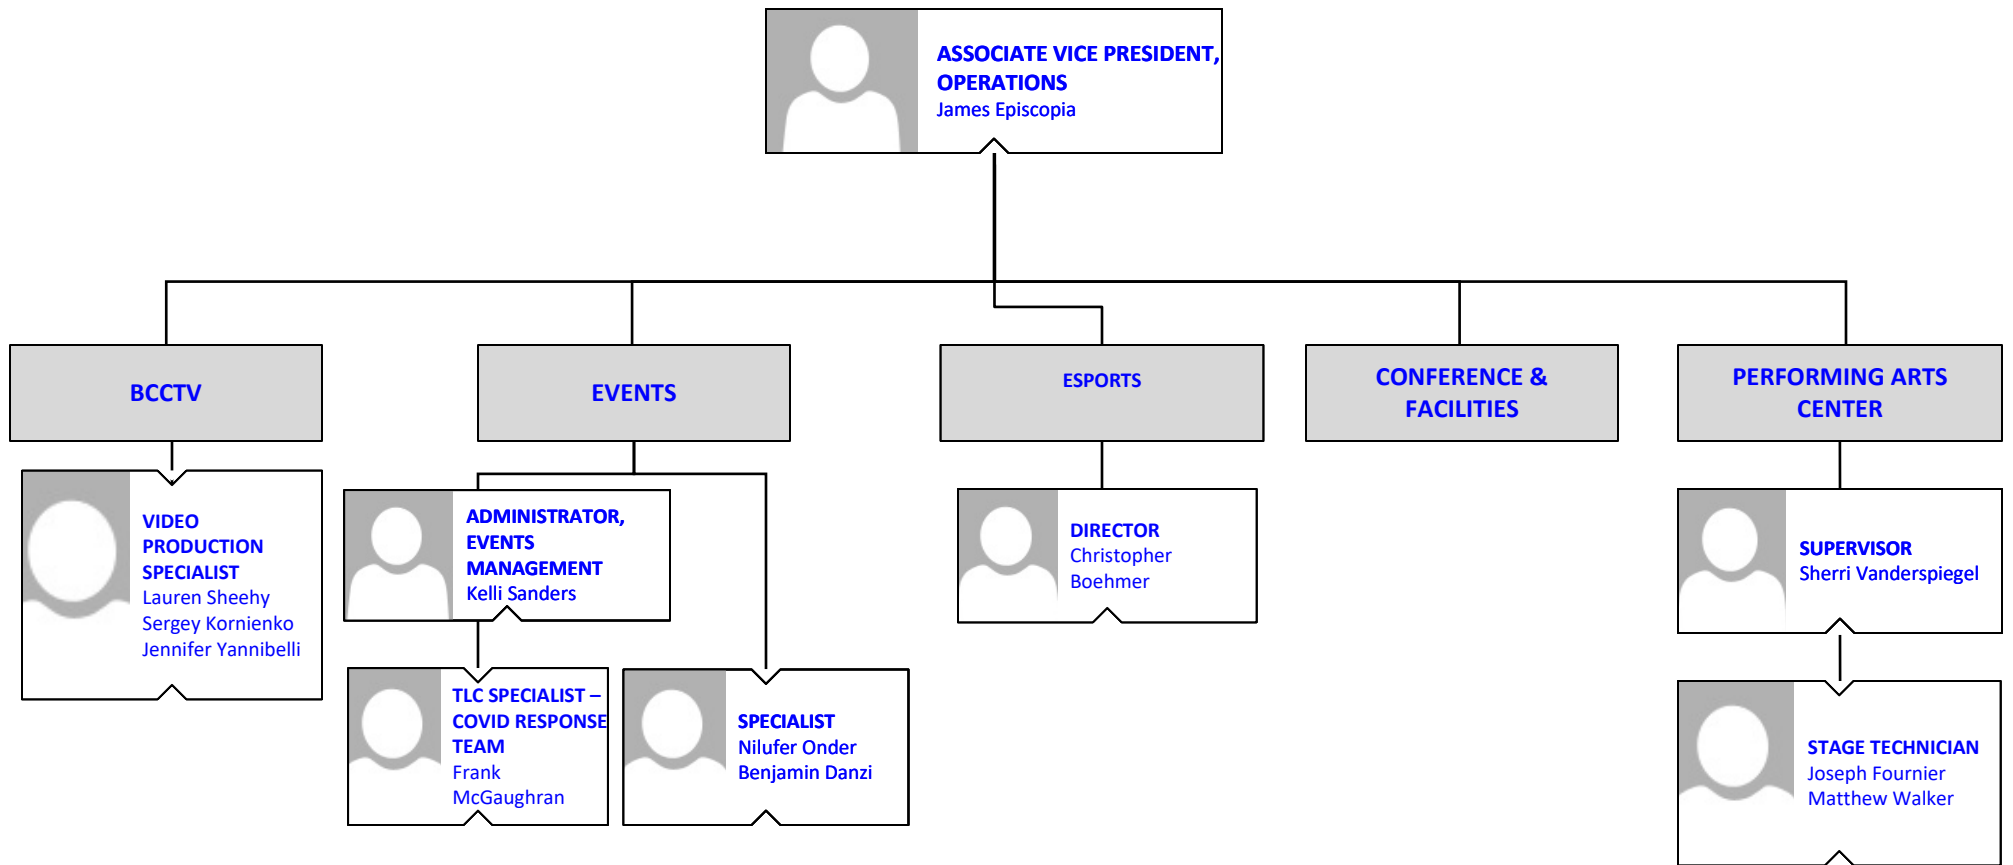 ASSOCIATE VICE PRESIDENT,
OPERATIONS
James Episcopia
BCCTV
EVENTS
ESPORTS
CONFERENCE &
FACILITIES
PERFORMING ARTS
CENTER
VIDEO
PRODUCTION
SPECIALIST
Lauren Sheehy
Sergey Kornienko
Jennifer Yannibelli
ADMINISTRATOR,
EVENTS
MANAGEMENT
Kelli Sanders
DIRECTOR
Christopher
Boehmer
SUPERVISOR
Sherri Vanderspiegel
TLC SPECIALIST –
COVID RESPONSE
TEAM
Frank
McGaughran
SPECIALIST
Nilufer Onder
Benjamin Danzi
STAGE TECHNICIAN
Joseph Fournier
Matthew Walker